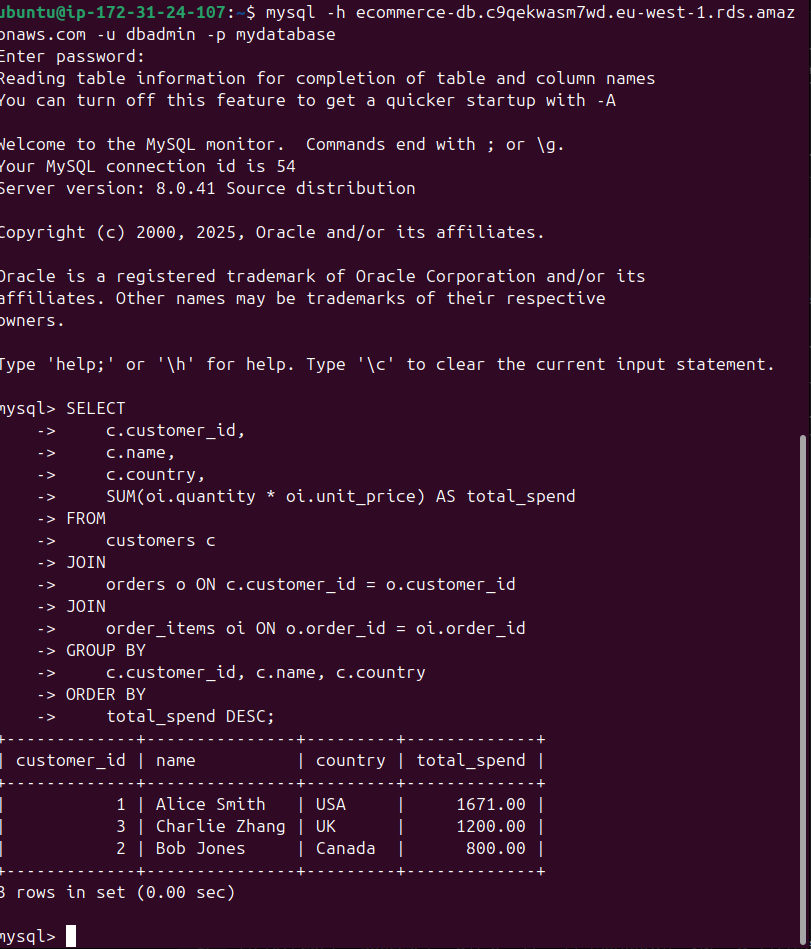 ubuntu@ip-172-31-24-107:~$ mysql -h ecommerce-db.c9qekwasm7wd.eu-west-1.rds.amaz
onaws.com -u dbadmin -p mydatabase
Enter password:
Reading table information for completion of table and column names
You can turn off this feature to get a quicker startup with -A

Welcome to the MySQL monitor.  Commands end with ; or \g.
Your MySQL connection id is 54
Server version: 8.0.41 Source distribution

Copyright (c) 2000, 2025, Oracle and/or its affiliates.

Oracle is a registered trademark of Oracle Corporation and/or its
affiliates. Other names may be trademarks of their respective
owners.

Type 'help;' or '\h' for help. Type '\c' to clear the current input statement.

mysql> SELECT
    ->     c.customer_id,
    ->     c.name,
    ->     c.country,
    ->     SUM(oi.quantity * oi.unit_price) AS total_spend
    -> FROM
    ->     customers c
    -> JOIN
    ->     orders o ON c.customer_id = o.customer_id
    -> JOIN
    ->     order_items oi ON o.order_id = oi.order_id
    -> GROUP BY
    ->     c.customer_id, c.name, c.country
    -> ORDER BY
    ->     total_spend DESC;
+-------------+---------------+---------+-------------+
| customer_id | name          | country | total_spend |
+-------------+---------------+---------+-------------+
|           1 | Alice Smith   | USA     |     1671.00 |
|           3 | Charlie Zhang | UK      |     1200.00 |
|           2 | Bob Jones     | Canada  |      800.00 |
+-------------+---------------+---------+-------------+
3 rows in set (0.00 sec)

mysql>